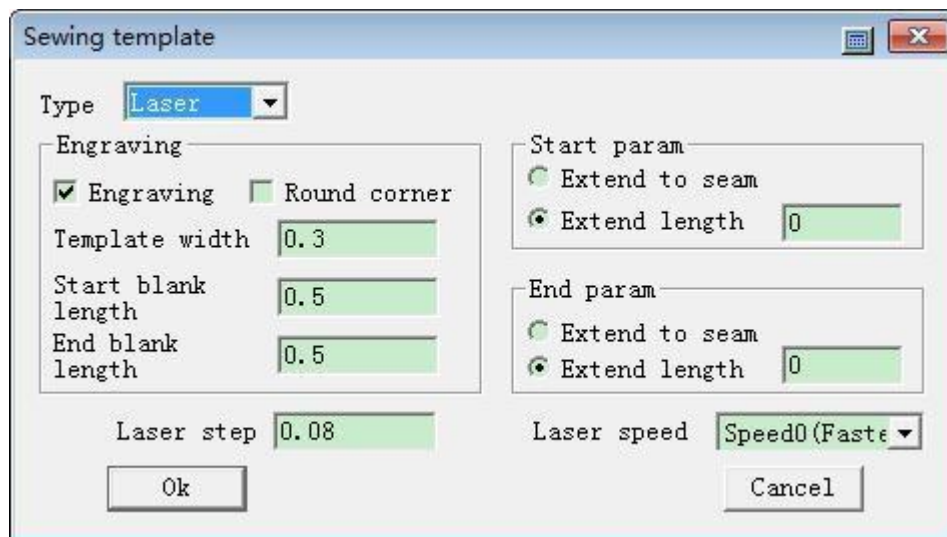 Sewing template
Type Laser
Engraving
Engraving Round corner
Template width 0.3
Start blank
length 0.5
End blank
length 0.5
Start param
Extend to seam
Extend length 0
End param
Extend to seam
Extend length 0
Laser step 0.08
Laser speed Speed0(Faste
Ok
Cancel